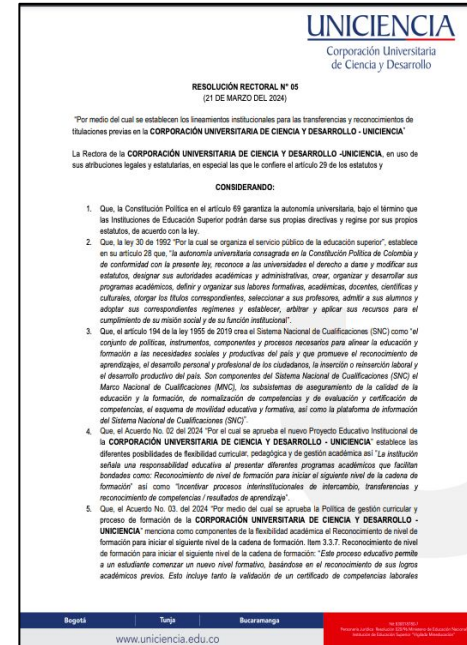 UNICIENCIA
Corporación Universitaria
de Ciencia y Desarrollo
RESOLUCIÓN RECTORAL N° 05
(21 DE MARZO DEL 2024)
"Por medio del cual se establecen los lineamientos institucionales para las transferencias y reconocimientos de
titulaciones previas en la CORPORACIÓN UNIVERSITARIA DE CIENCIA Y DESARROLLO - UNICIENCIA"
La Rectora de la CORPORACIÓN UNIVERSITARIA DE CIENCIA Y DESARROLLO -UNICIENCIA, en uso de
sus atribuciones legales y estatutarias, en especial las que le confiere el artículo 29 de los estatutos y
CONSIDERANDO:
1. Que, la Constitución Política en el artículo 69 garantiza la autonomía universitaria, bajo el término que
las Instituciones de Educación Superior podrán darse sus propias directivas y regirse por sus propios
estatutos, de acuerdo con la ley.
2. Que, la ley 30 de 1992 "Por la cual se organiza el servicio público de la educación superior", establece
en su artículo 28 que, "la autonomía universitaria consagrada en la Constitución Política de Colombia y
de conformidad con la presente ley, reconoce a las universidades el derecho a darse y modificar sus
estatutos, designar sus autoridades académicas y administrativas, crear, organizar y desarrollar sus
programas académicos, definir y organizar sus labores formativas, académicas, docentes, científicas y
culturales, otorgar los títulos correspondientes, seleccionar a sus profesores, admitir a sus alumnos y
adoptar sus correspondientes regímenes y establecer, arbitrar y aplicar sus recursos para el
cumplimiento de su misión social y de su función institucional".
3. Que, el artículo 194 de la ley 1955 de 2019 crea el Sistema Nacional de Cualificaciones (SNC) como "el
conjunto de políticas, instrumentos, componentes y procesos necesarios para alinear la educación y
formación a las necesidades sociales y productivas del país y que promueve el reconocimiento de
aprendizajes, el desarrollo personal y profesional de los ciudadanos, la inserción o reinserción laboral y
el desarrollo productivo del país. Son componentes del Sistema Nacional de Cualificaciones (SNC) el
Marco Nacional de Cualificaciones (MNC), los subsistemas de aseguramiento de la calidad de la
educación y la formación, de normalización de competencias y de evaluación y certificación de
competencias, el esquema de movilidad educativa y formativa, así como la plataforma de información
del Sistema Nacional de Cualificaciones (SNC)".
4. Que, el Acuerdo No. 02 del 2024 "Por el cual se aprueba el nuevo Proyecto Educativo Institucional de
la CORPORACIÓN UNIVERSITARIA DE CIENCIA Y DESARROLLO - UNICIENCIA" establece las
diferentes posibilidades de flexibilidad curricular, pedagógica y de gestión académica así "La institución
señala una responsabilidad educativa al presentar diferentes programas académicos que facilitan
bondades como: Reconocimiento de nivel de formación para iniciar el siguiente nivel de la cadena de
formación" así como "incentivar procesos interinstitucionales de intercambio, transferencias y
reconocimiento de competencias / resultados de aprendizaje".
5. Que, el Acuerdo No. 03. del 2024 "Por medio del cual se aprueba la Política de gestión curricular y
proceso de formación de la CORPORACIÓN UNIVERSITARIA DE CIENCIA Y DESARROLLO -
UNICIENCIA" menciona como componentes de la flexibilidad académica el Reconocimiento de nivel de
formación para iniciar el siguiente nivel de la cadena de formación. Item 3.3.7. Reconocimiento de nivel
de formación para iniciar el siguiente nivel de la cadena de formación: "Este proceso educativo permite
a un estudiante comenzar un nuevo nivel formativo, basándose en el reconocimiento de sus logros
académicos previos. Esto incluye tanto la validación de un certificado de competencias laborales
Bogotá Tunja Bucaramanga
www.uniciencia.edu.co